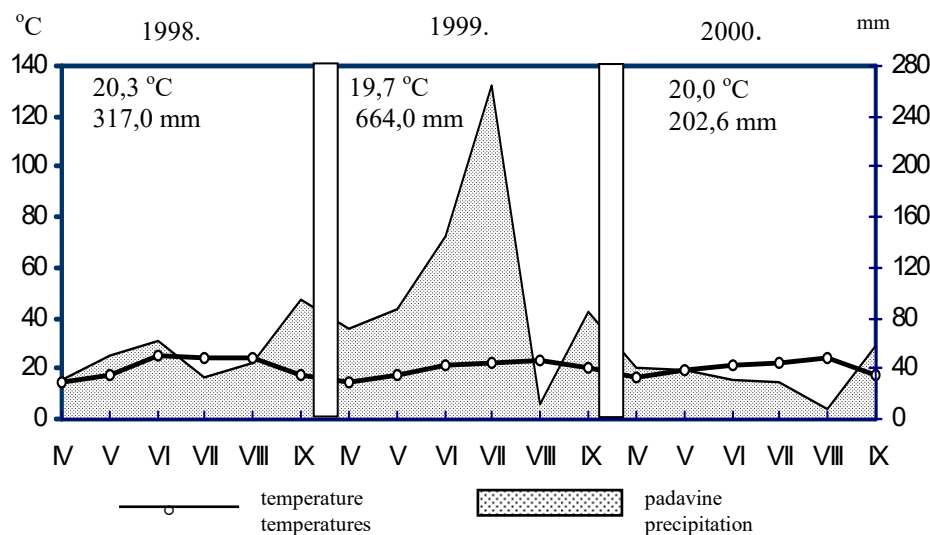 °C 1998. 1999. 2000. mm
140 280
20,3 °C 19,7 °C 20,0 °C
317,0 mm 664,0 mm 202,6 mm
120 240
100 200
80 160
60 120
40 80
20 40
0 0
IV V VI VII VIII IX IV V VI VII VIII IX IV V VI VII VIII IX
temperature padavine
temperatures precipitation